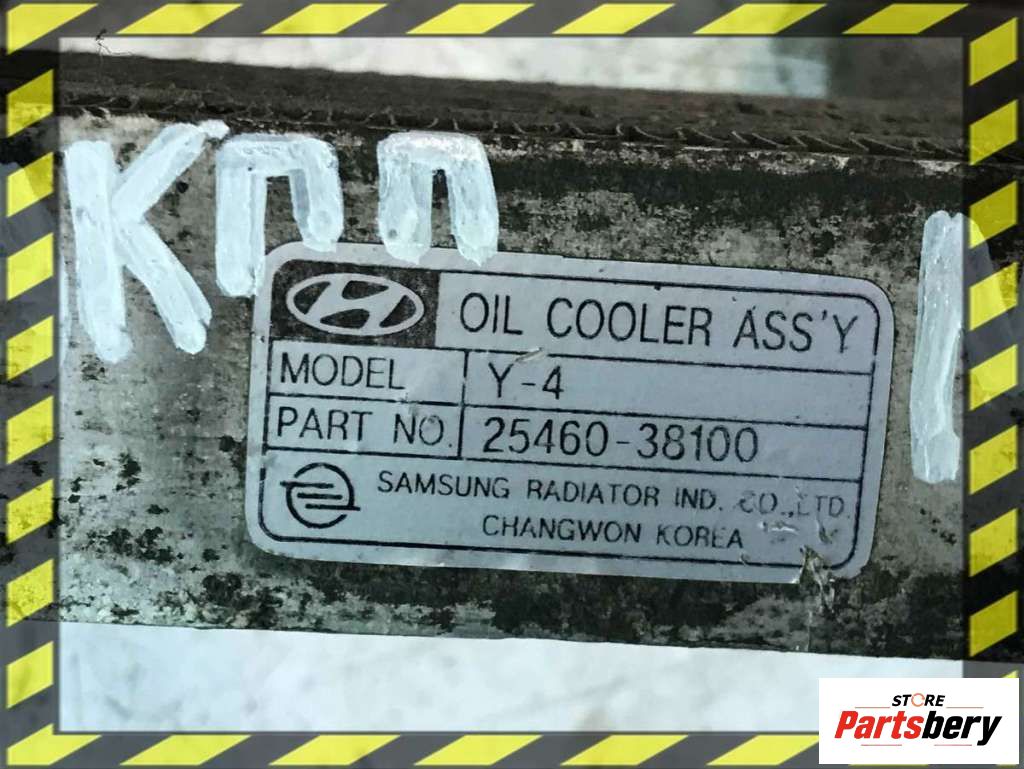 КПП
OIL COOLER ASS'Y
MODEL Y-4
PART NO. 25460-38100
SAMSUNG RADIATOR IND. CO.,LTD.
CHANGWON KOREA
STORE
Partsbery